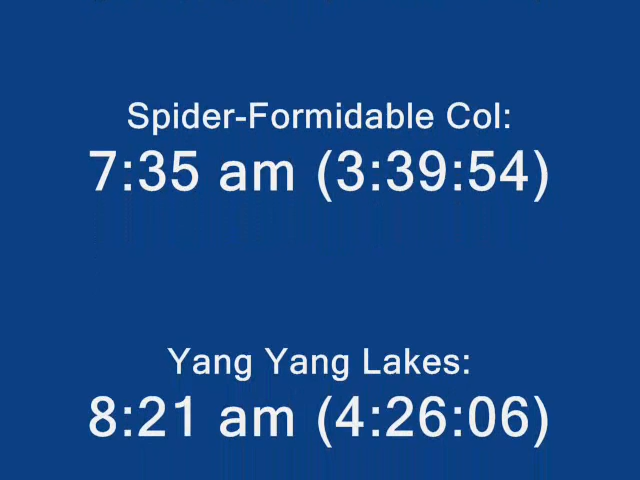 Spider-Formidable Col:
7:35 am (3:39:54)
Yang Yang Lakes:
8:21 am (4:26:06)